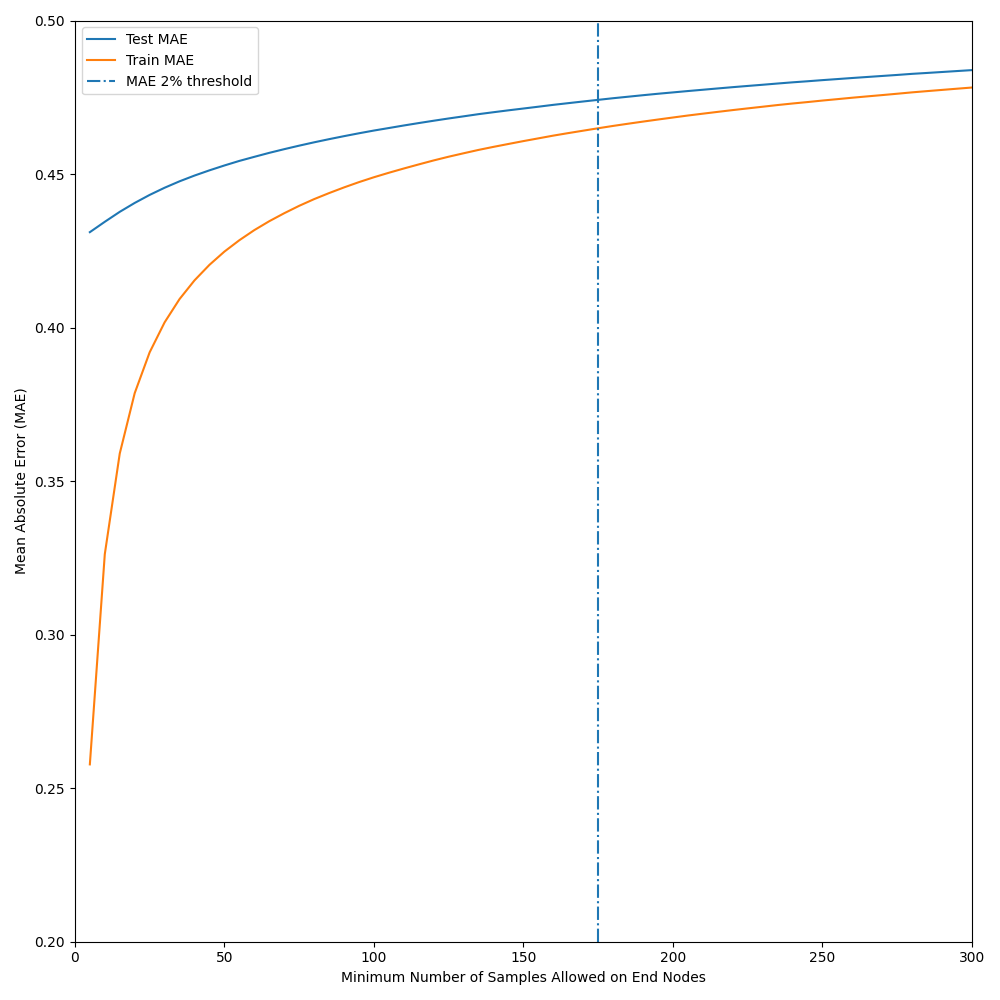 0.50
0.45
0.40
0.35
0.30
0.25
0.20
Mean Absolute Error (MAE)
Test MAE
Train MAE
MAE 2% threshold
0 50 100 150 200 250 300
Minimum Number of Samples Allowed on End Nodes